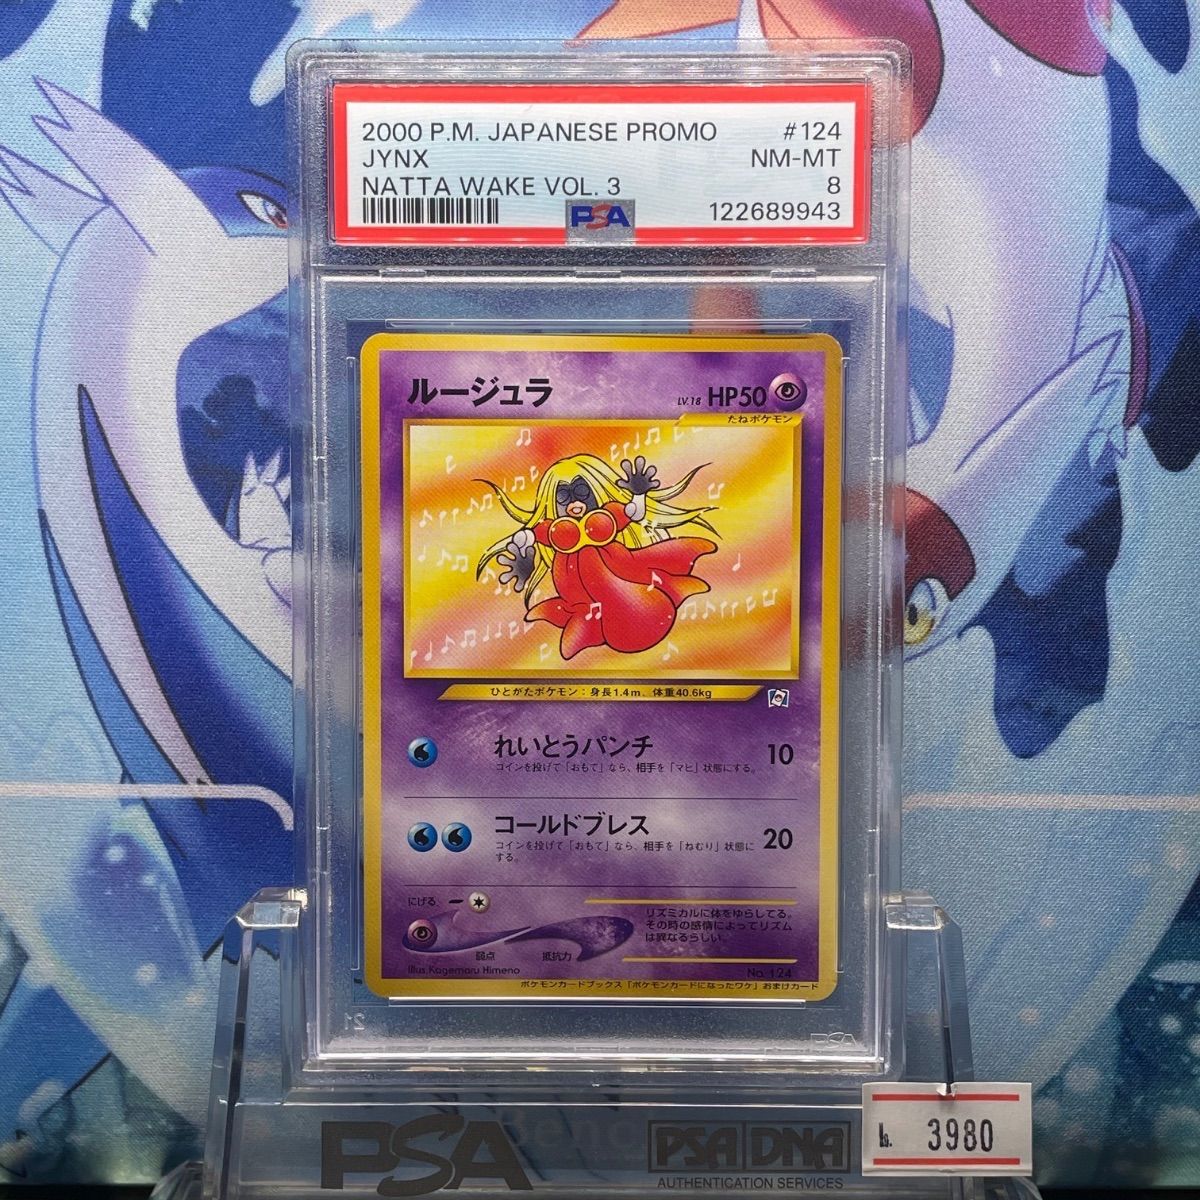 2000 P.M. JAPANESE PROMO #124
JYNX NM-MT
NATTA WAKE VOL. 3 8
PSA 122689943
ルージュラ LV.18 HP50
たねポケモン
ひとがたポケモン：身長1.4m、体重40.6kg
れいとうパンチ 10
コインを投げて「おもて」なら、相手を「マヒ」状態にする。
コールドブレス 20
コインを投げて「おもて」なら、相手を「ねむり」状態に
する。
にげる
リズミカルに体をゆらしてる。
その時の感情によってリズム
は異なるらしい。
弱点 抵抗力
Illus.Kagemaru Himeno No. 124
ポケモンカードブックス「ポケモンカードになったワケ」おまけカード
21 PSA
PSA PSA DNA
AUTHENTICATION SERVICES
3980